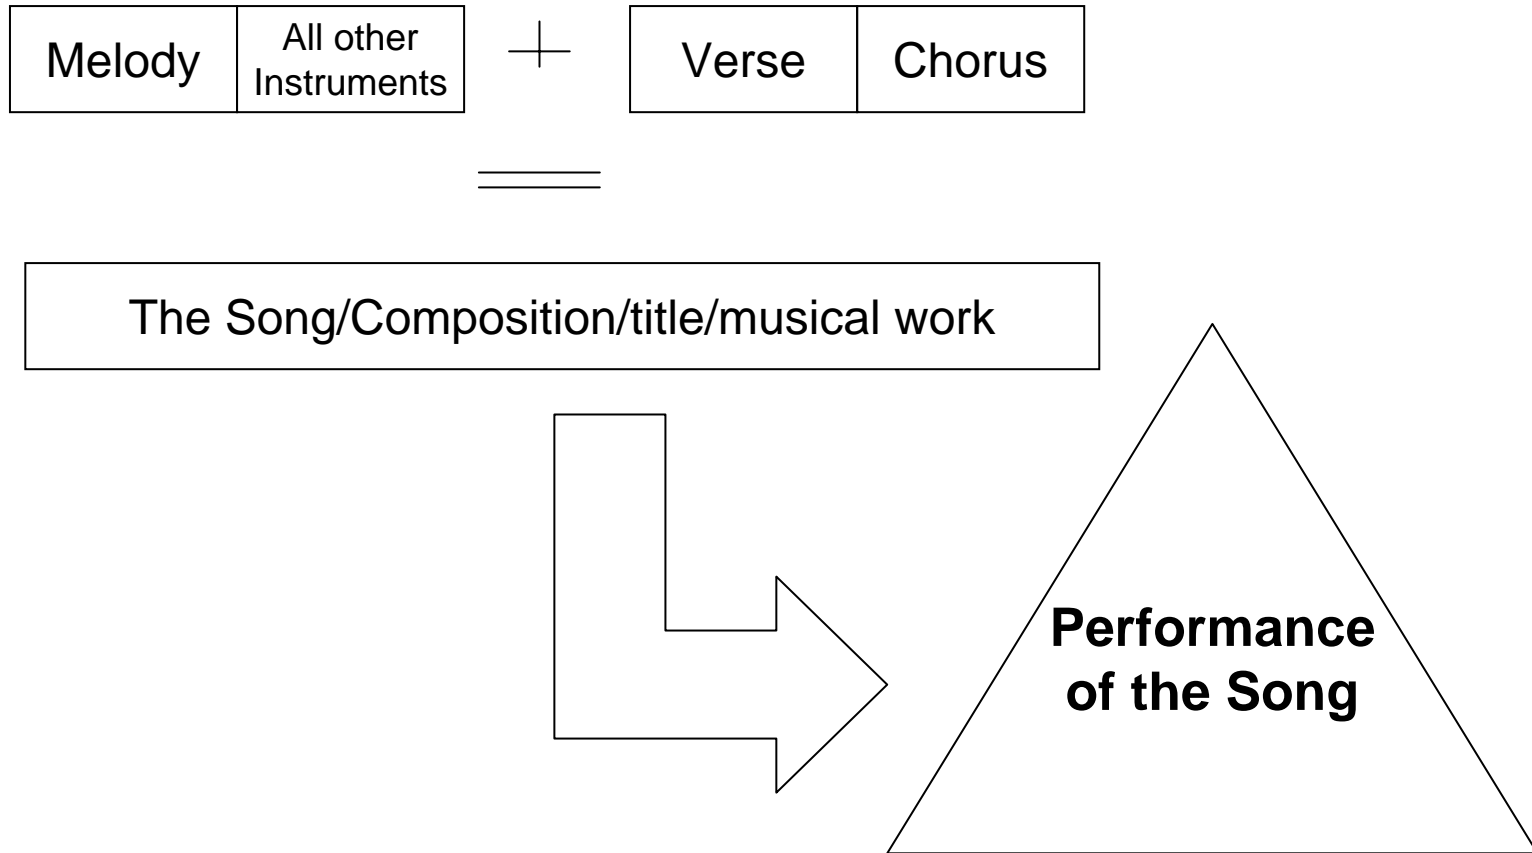 Melody
All other
Instruments
+
Verse
Chorus
=
The Song/Composition/title/musical work
Performance
of the Song